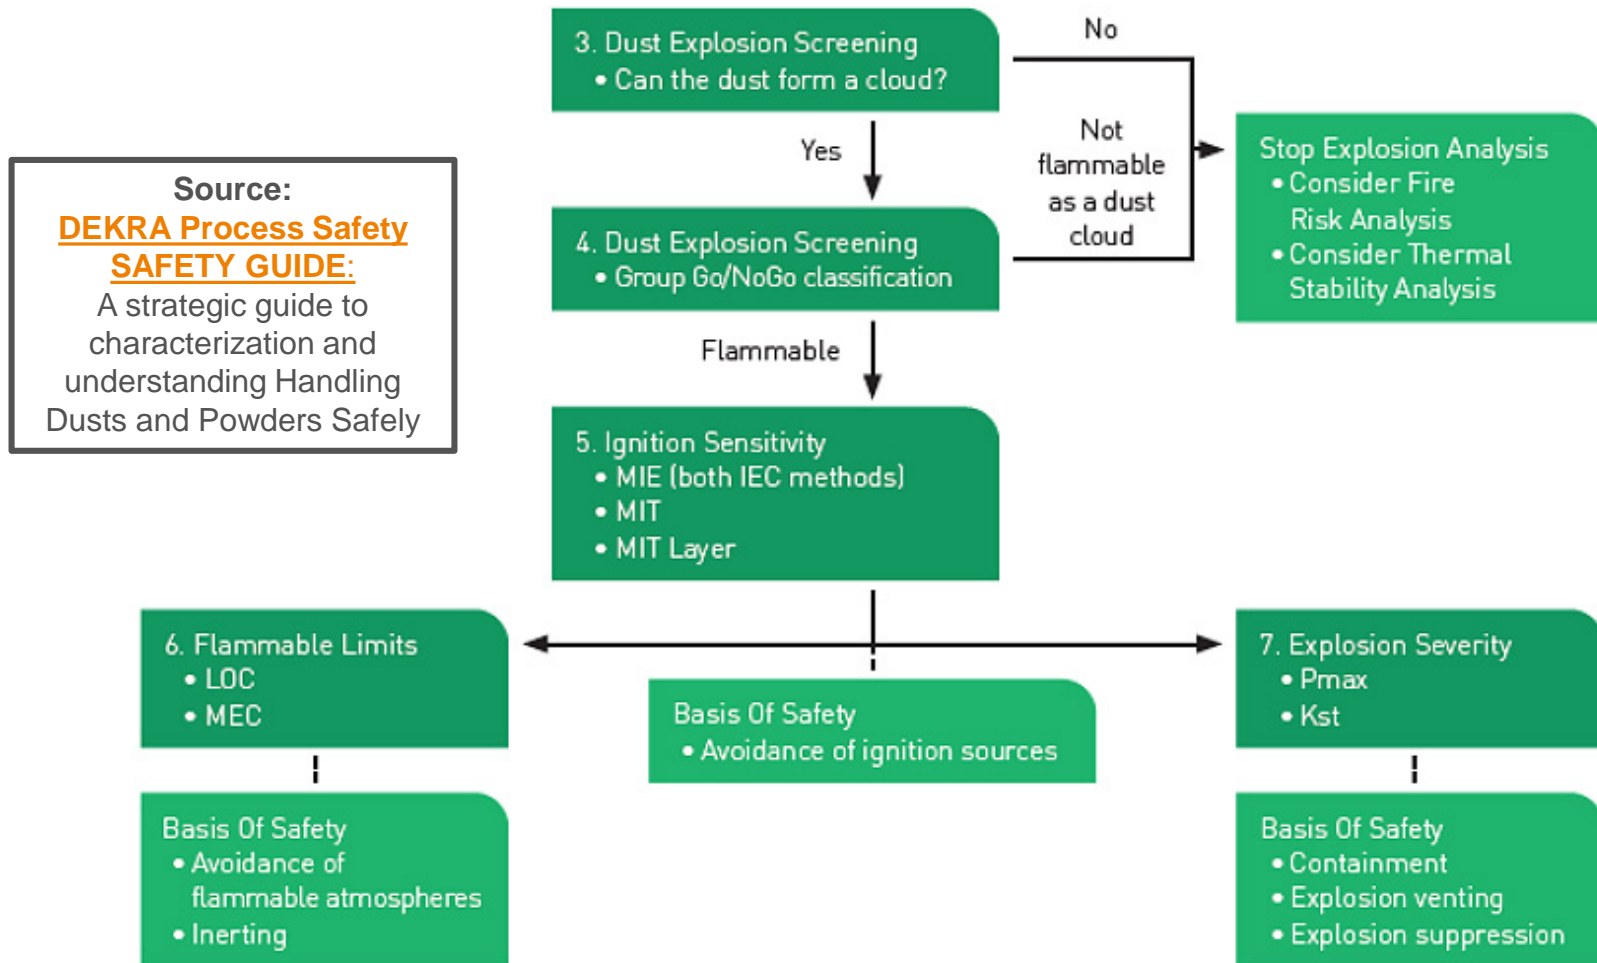 3. Dust Explosion Screening
• Can the dust form a cloud?
No
Yes
Not
flammable
as a dust
cloud
Stop Explosion Analysis
• Consider Fire
Risk Analysis
• Consider Thermal
Stability Analysis
Source:
DEKRA Process Safety
SAFETY GUIDE:
A strategic guide to
characterization and
understanding Handling
Dusts and Powders Safely
4. Dust Explosion Screening
• Group Go/NoGo classification
Flammable
5. Ignition Sensitivity
• MIE (both IEC methods)
• MIT
• MIT Layer
6. Flammable Limits
• LOC
• MEC
Basis Of Safety
• Avoidance of ignition sources
7. Explosion Severity
• Pmax
• Kst
Basis Of Safety
• Avoidance of
flammable atmospheres
• Inerting
Basis Of Safety
• Containment
• Explosion venting
• Explosion suppression